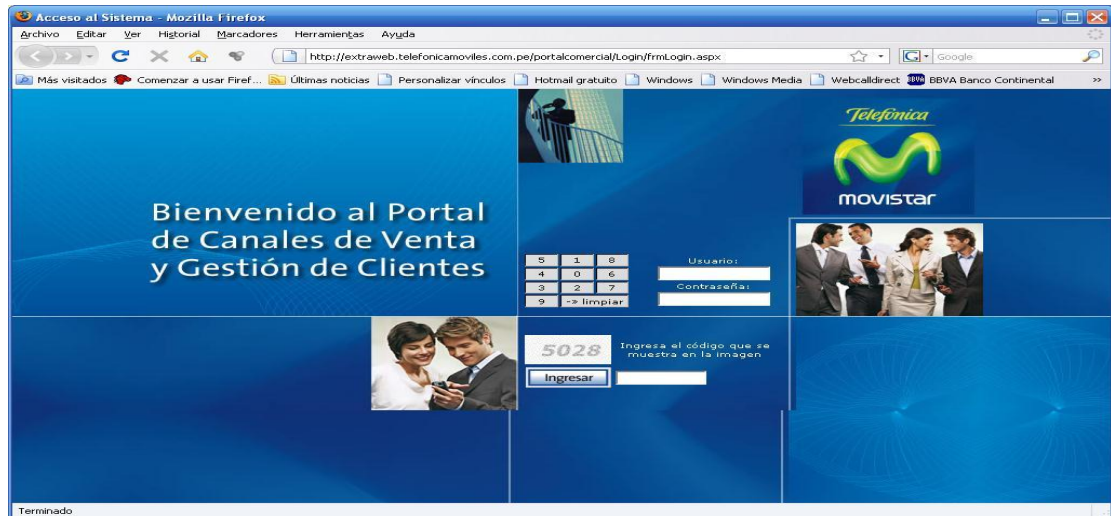 Acceso al Sistema - Mozilla Firefox
Archivo Editar Ver Historial Marcadores Herramientas Ayuda
http://extraweb.telefonicamoviles.com.pe/portalcomercial/Login/frmLogin.aspx
G Google
Más visitados Comenzar a usar Firef... Últimas noticias Personalizar vínculos Hotmail gratuito Windows Windows Media Webcalldirect BBVA BBVA Banco Continental »
Telefónica
movistar
Bienvenido al Portal
de Canales de Venta
y Gestión de Clientes
5 1 8
4 0 6
3 2 7
9 -> limpiar
Usuario:
Contraseña:
5028
Ingresa el código que se
muestra en la imagen
Ingresar
Terminado